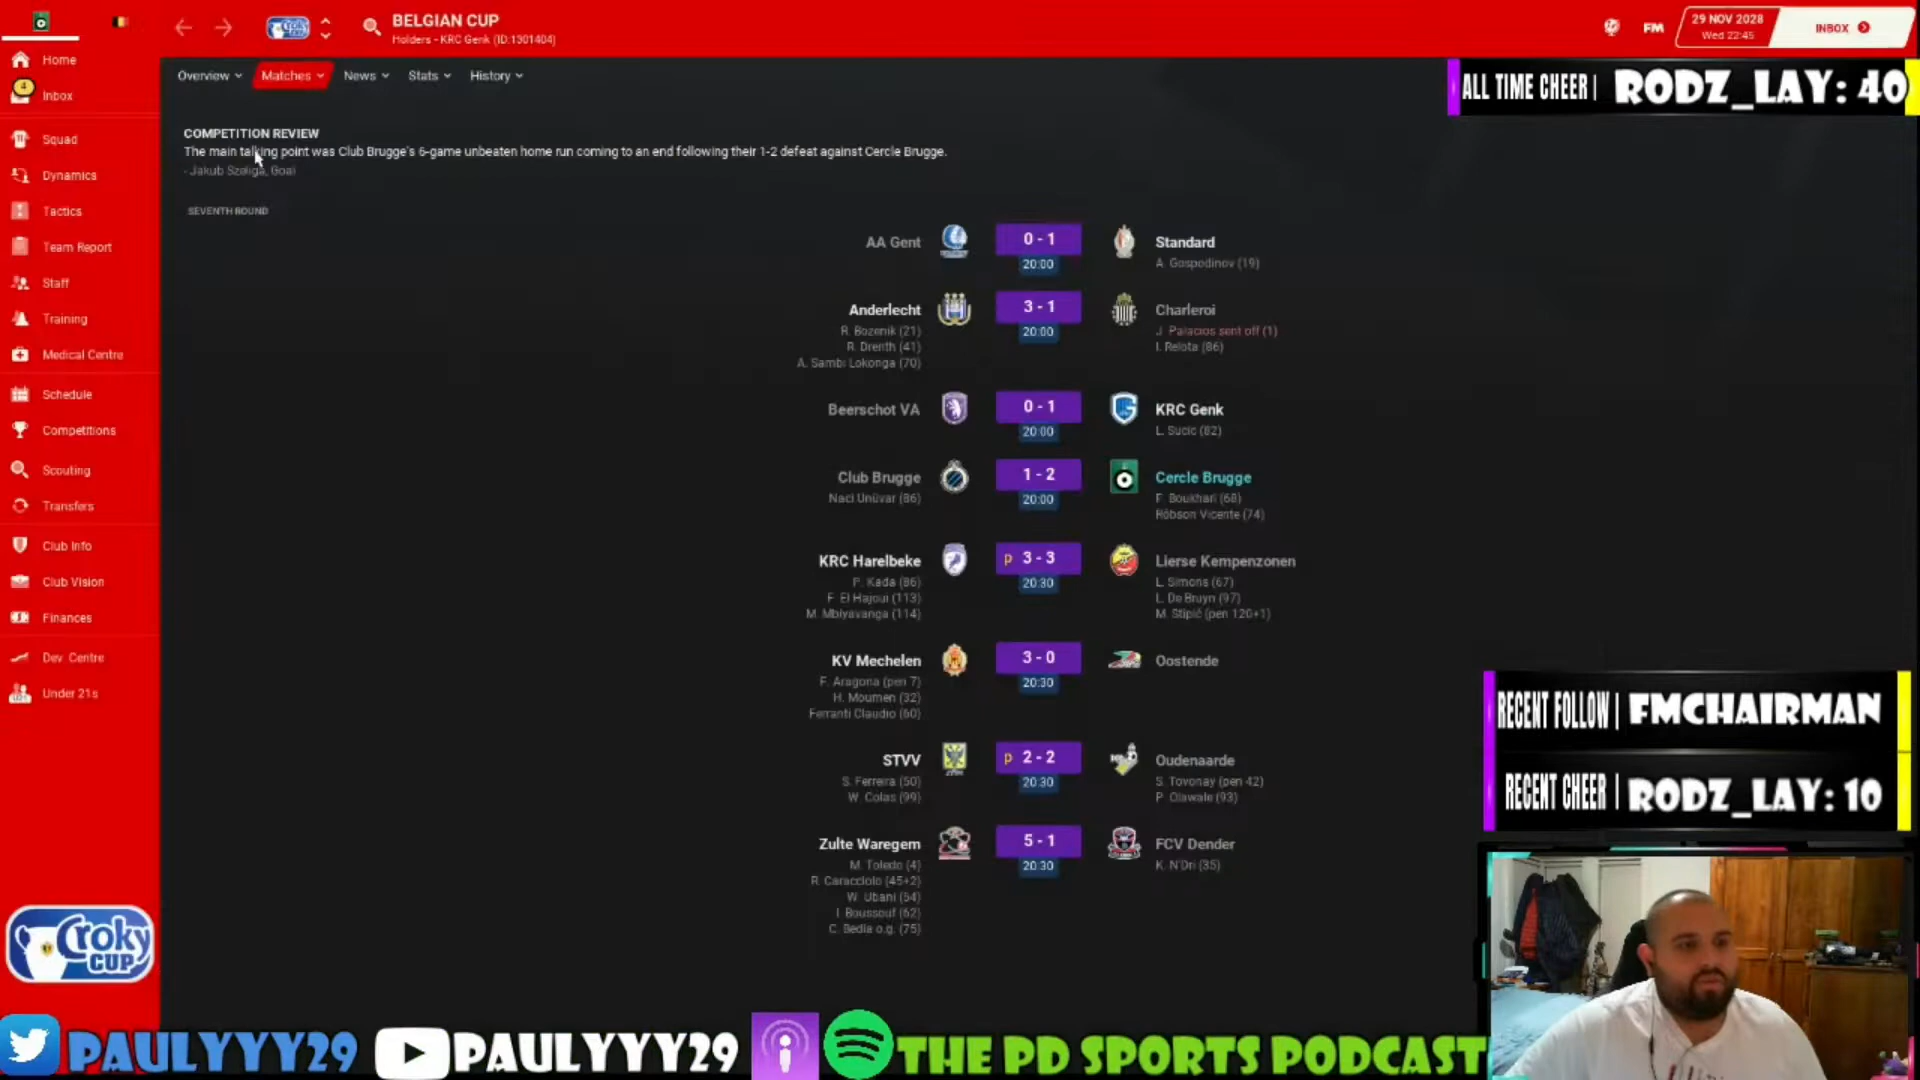 BELGIAN CUP
Holders - KRC Genk (ID:1301404)
FM
29 NOV 2028
Wed 22:45
INBOX
Home
4
Inbox
Squad
Dynamics
Tactics
Team Report
Staff
Training
Medical Centre
Schedule
Competitions
Scouting
Transfers
Club Info
Club Vision
Finances
Dev. Centre
Under 21s
Croky
CUP
Overview
Matches
News
Stats
History
ALL TIME CHEER | RODZ_LAY: 40
COMPETITION REVIEW
The main talking point was Club Brugge's 6-game unbeaten home run coming to an end following their 1-2 defeat against Cercle Brugge.
- Jakub Szeliga, Goal
SEVENTH ROUND
AA Gent 0 - 1 Standard
20:00 A. Gospodinov (19)
Anderlecht 3 - 1 Charleroi
R. Bozenik (21) 20:00 J. Palacios sent off (1)
R. Drenth (41) I. Relota (86)
A. Sambi Lokonga (70)
Beerschot VA 0 - 1 KRC Genk
20:00 L. Sucic (82)
Club Brugge 1 - 2 Cercle Brugge
Naci Unüvar (86) 20:00 F. Boukhari (68)
Róbson Vicente (74)
KRC Harelbeke p 3 - 3 Lierse Kempenzonen
P. Kada (86) 20:30 L. Simons (67)
F. El Hajoui (113) L. De Bruyn (97)
M. Mbiyavanga (114) M. Stipić (pen 120+1)
KV Mechelen 3 - 0 Oostende
F. Aragona (pen 7) 20:30
H. Moumen (32)
Ferranti Claudio (60)
STVV p 2 - 2 Oudenaarde
S. Ferreira (50) 20:30 S. Tovonay (pen 42)
W. Colas (99) P. Olawale (93)
Zulte Waregem 5 - 1 FCV Dender
M. Toledo (4) 20:30 K. N'Dri (35)
R. Caracciolo (45+2)
W. Ubani (54)
I. Boussouf (62)
C. Bedia o.g. (75)
RECENT FOLLOW | FMCHAIRMAN
RECENT CHEER | RODZ_LAY: 10
PAULYYY29 PAULYYY29 THE PD SPORTS PODCAST